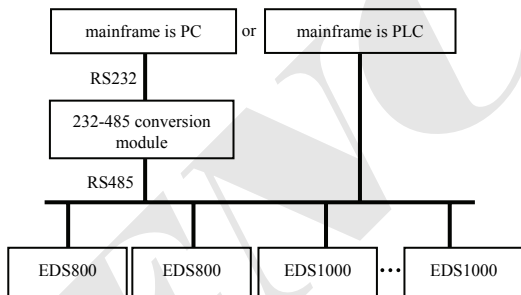 mainframe is PC
or
mainframe is PLC
RS232
232-485 conversion
module
RS485
EDS800
EDS800
EDS1000
···
EDS1000